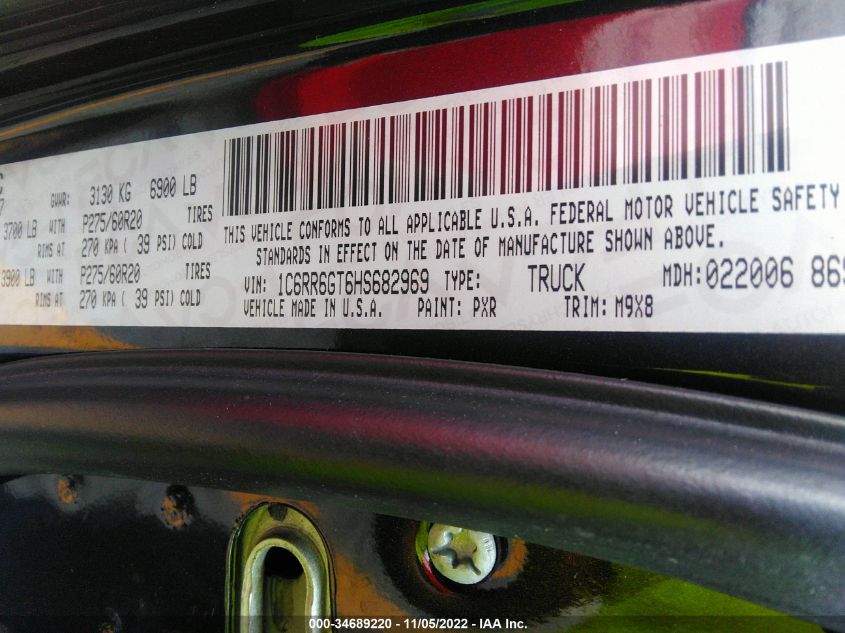 GVWR: 3130 KG 6900 LB
3700 LB WITH P275/60R20 TIRES
RIMS AT 270 KPA ( 39 PSI) COLD
3900 LB WITH P275/60R20 TIRES
RIMS AT 270 KPA ( 39 PSI) COLD
THIS VEHICLE CONFORMS TO ALL APPLICABLE U.S.A. FEDERAL MOTOR VEHICLE SAFETY
STANDARDS IN EFFECT ON THE DATE OF MANUFACTURE SHOWN ABOVE.
VIN: 1C6RR6GT6HS682969 TYPE: TRUCK MDH:022006 869
VEHICLE MADE IN U.S.A. PAINT: PXR TRIM: M9X8
000-34689220 - 11/05/2022 - IAA Inc.